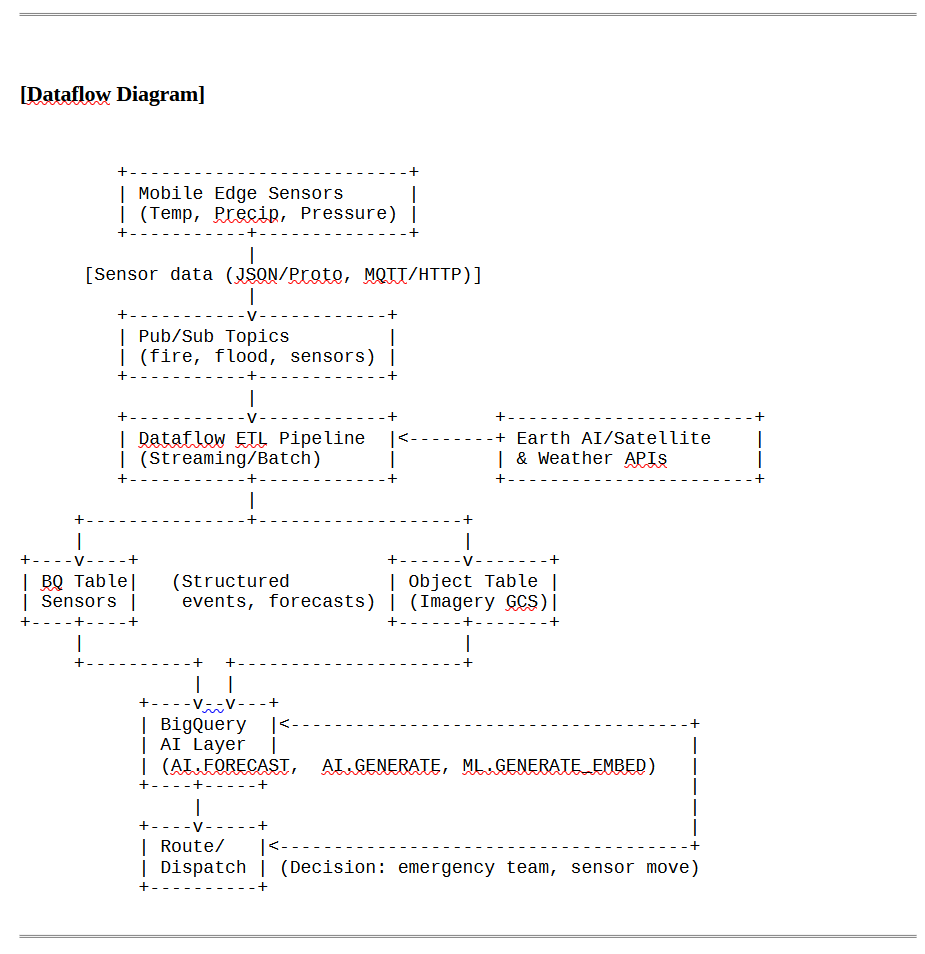 [Dataflow Diagram]
Mobile Edge Sensors
(Temp, Precip, Pressure)
[Sensor data (JSON/Proto, MQTT/HTTP)]
Pub/Sub Topics
(fire, flood, sensors)
Dataflow ETL Pipeline
(Streaming/Batch)
Earth AI/Satellite
& Weather APIs
BQ Table
Sensors
(Structured
events, forecasts)
Object Table
(Imagery GCS)
BigQuery
AI Layer
(AI.FORECAST, AI.GENERATE, ML.GENERATE_EMBED)
Route/
Dispatch
(Decision: emergency team, sensor move)